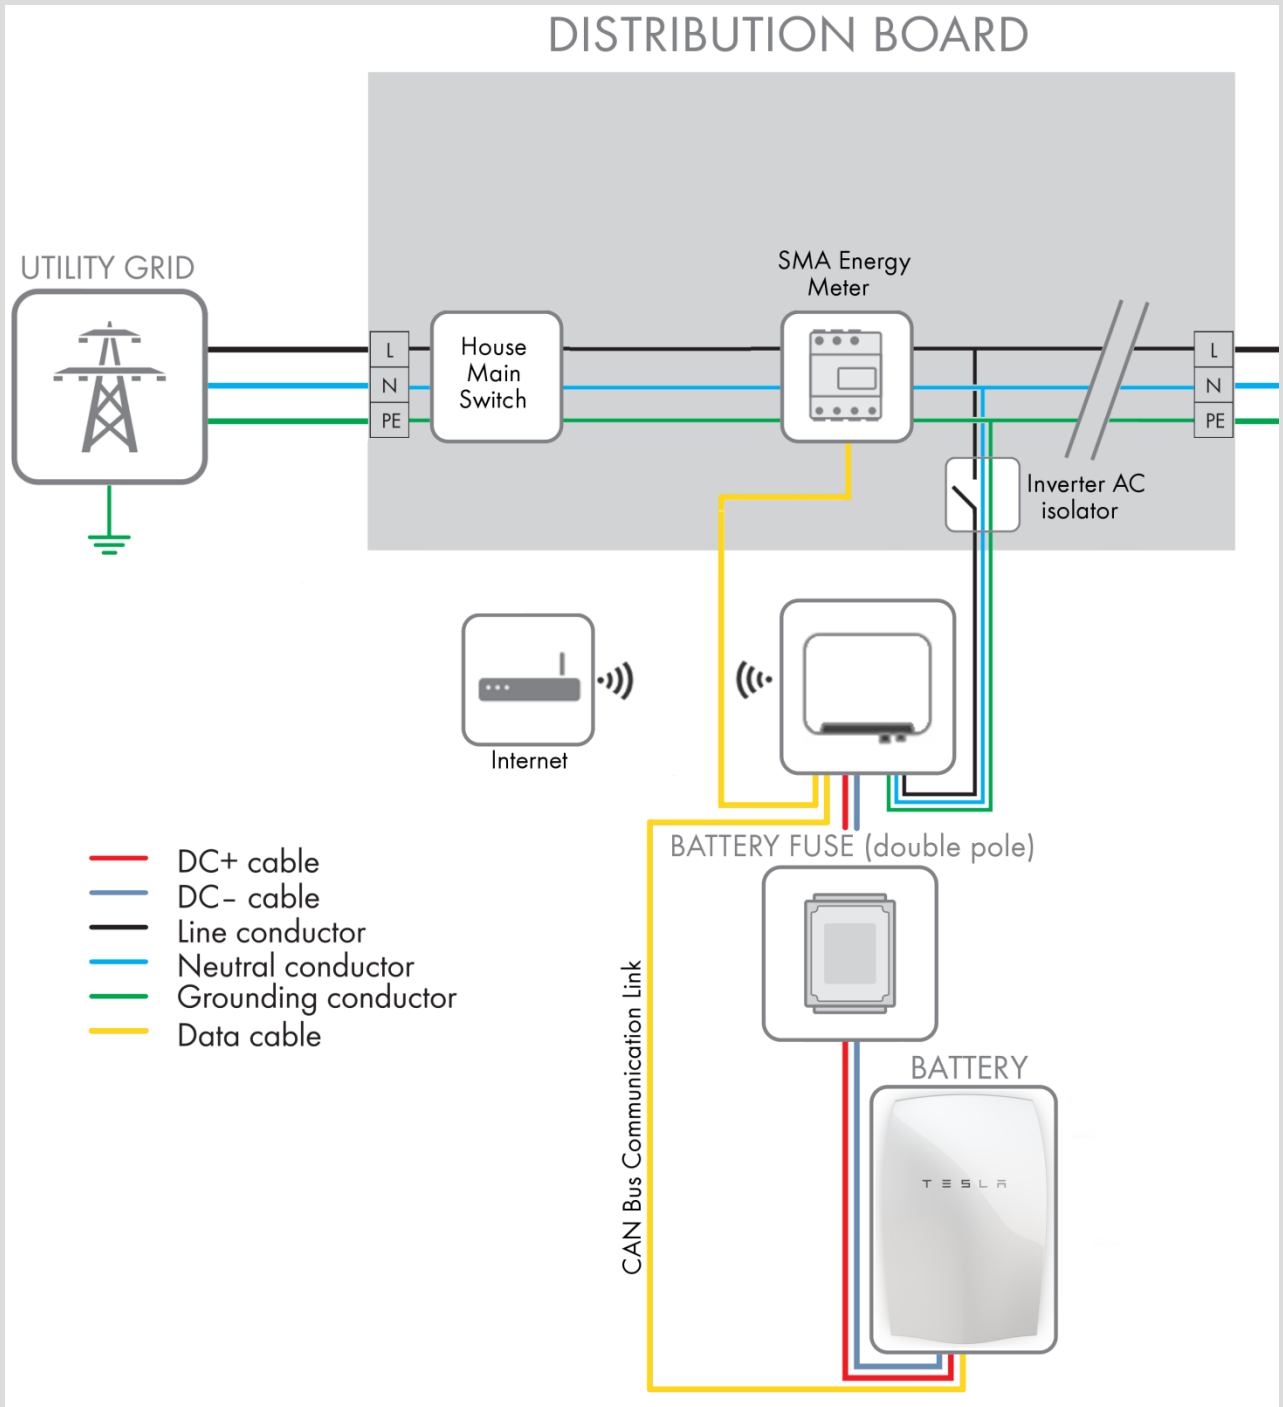 DISTRIBUTION BOARD
UTILITY GRID
SMA Energy
Meter
L
N
PE
House
Main
Switch
L
N
PE
Inverter AC
isolator
Internet
BATTERY FUSE (double pole)
DC+ cable
DC– cable
Line conductor
Neutral conductor
Grounding conductor
Data cable
CAN Bus Communication Link
BATTERY
TESLA